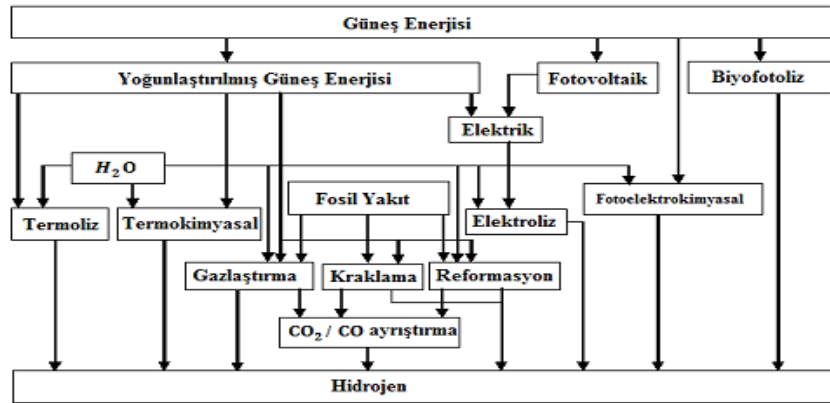 Güneş Enerjisi
Yoğunlaştırılmış Güneş Enerjisi
Fotovoltaik
Biyofotoliz
Elektrik
H₂O
Fosil Yakıt
Fotoelektrokimyasal
Termoliz
Termokimyasal
Elektroliz
Gazlaştırma
Kraklama
Reformasyon
CO₂ / CO ayrıştırma
Hidrojen